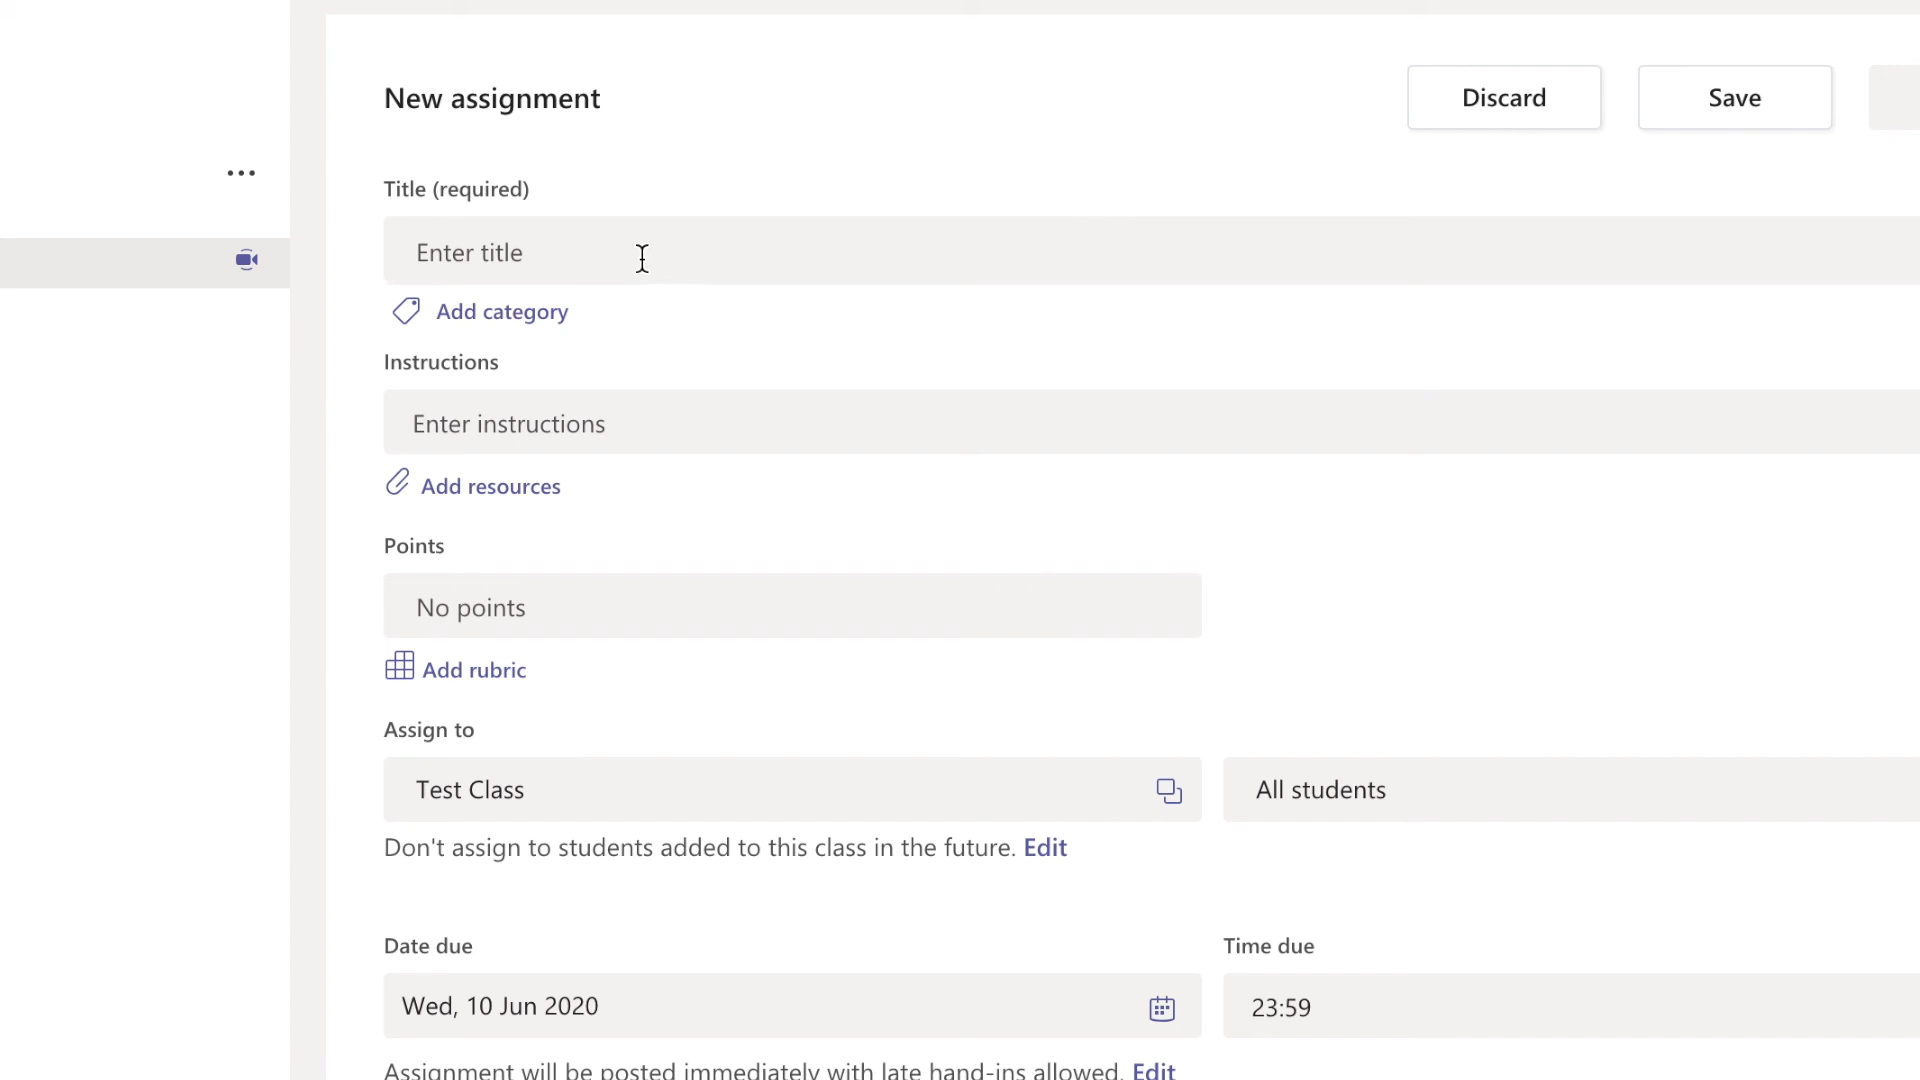 New assignment
Discard
Save
Title (required)
Enter title
Add category
Instructions
Enter instructions
Add resources
Points
No points
Add rubric
Assign to
Test Class
All students
Don't assign to students added to this class in the future. Edit
Date due
Time due
Wed, 10 Jun 2020
23:59
Assignment will be posted immediately with late hand-ins allowed. Edit